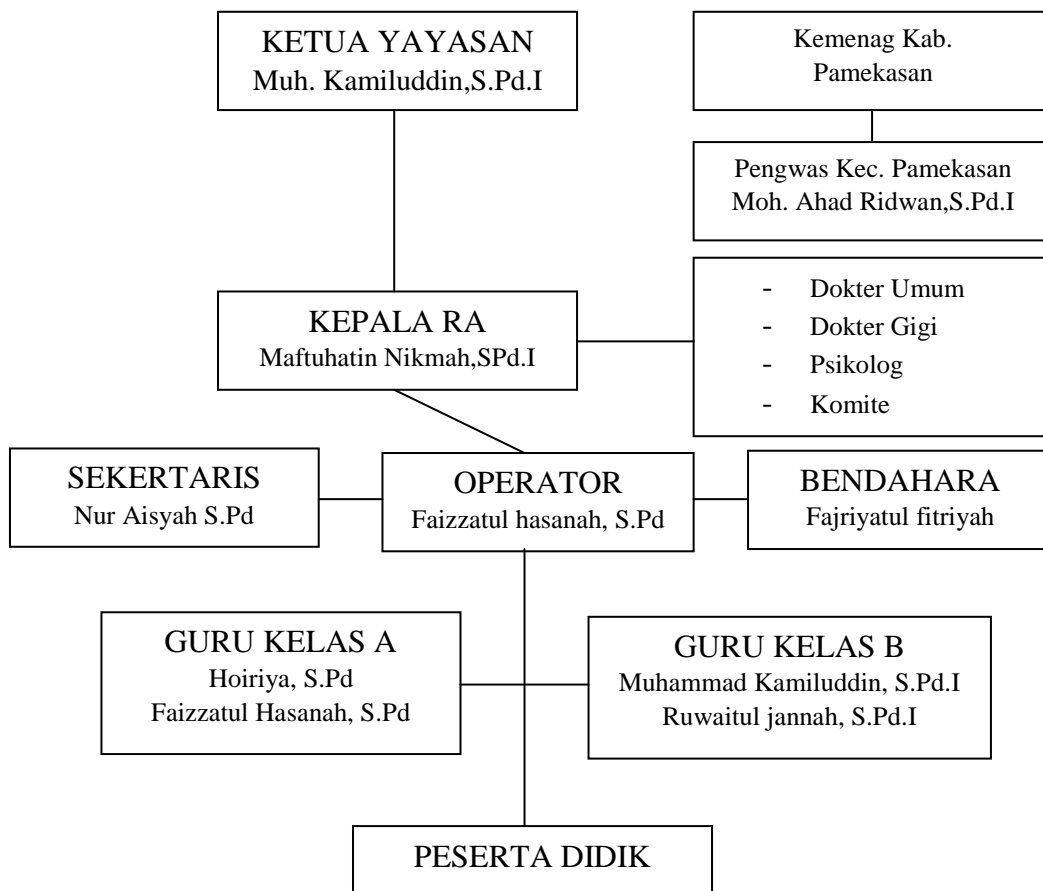 KETUA YAYASAN
Muh. Kamiluddin,S.Pd.I
Kemenag Kab.
Pamekasan
Pengwas Kec. Pamekasan
Moh. Ahad Ridwan,S.Pd.I
KEPALA RA
Maftuhatin Nikmah,SPd.I
- Dokter Umum
- Dokter Gigi
- Psikolog
- Komite
SEKERTARIS
Nur Aisyah S.Pd
OPERATOR
Faizzatul hasanah, S.Pd
BENDAHARA
Fajriyatul fitriyah
GURU KELAS A
Hoiriya, S.Pd
Faizzatul Hasanah, S.Pd
GURU KELAS B
Muhammad Kamiluddin, S.Pd.I
Ruwaitul jannah, S.Pd.I
PESERTA DIDIK